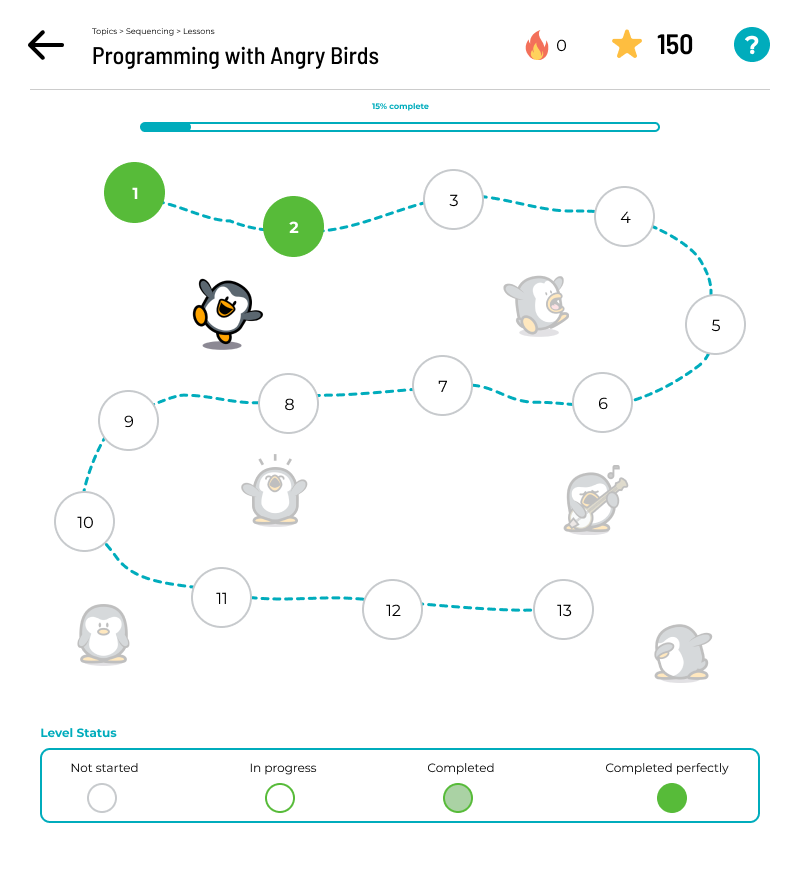 Topics > Sequencing > Lessons
Programming with Angry Birds
0
150
?
15% complete
1
2
3
4
5
6
7
8
9
10
11
12
13
Level Status
Not started
In progress
Completed
Completed perfectly